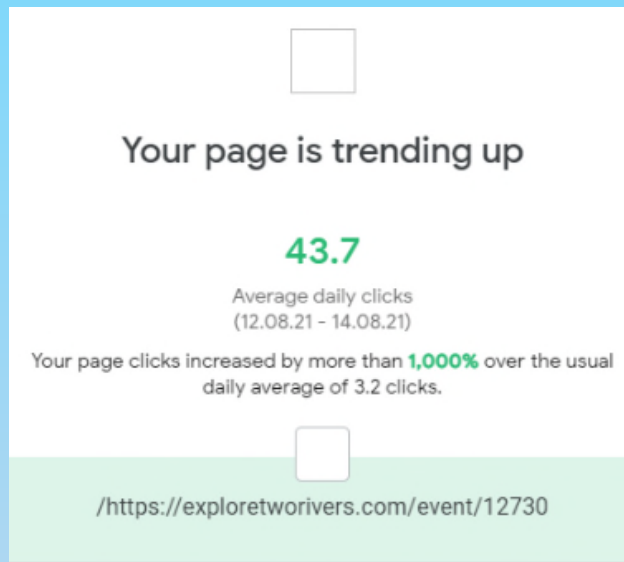 Your page is trending up
43.7
Average daily clicks
(12.08.21 - 14.08.21)
Your page clicks increased by more than 1,000% over the usual
daily average of 3.2 clicks.
/https://exploretworivers.com/event/12730